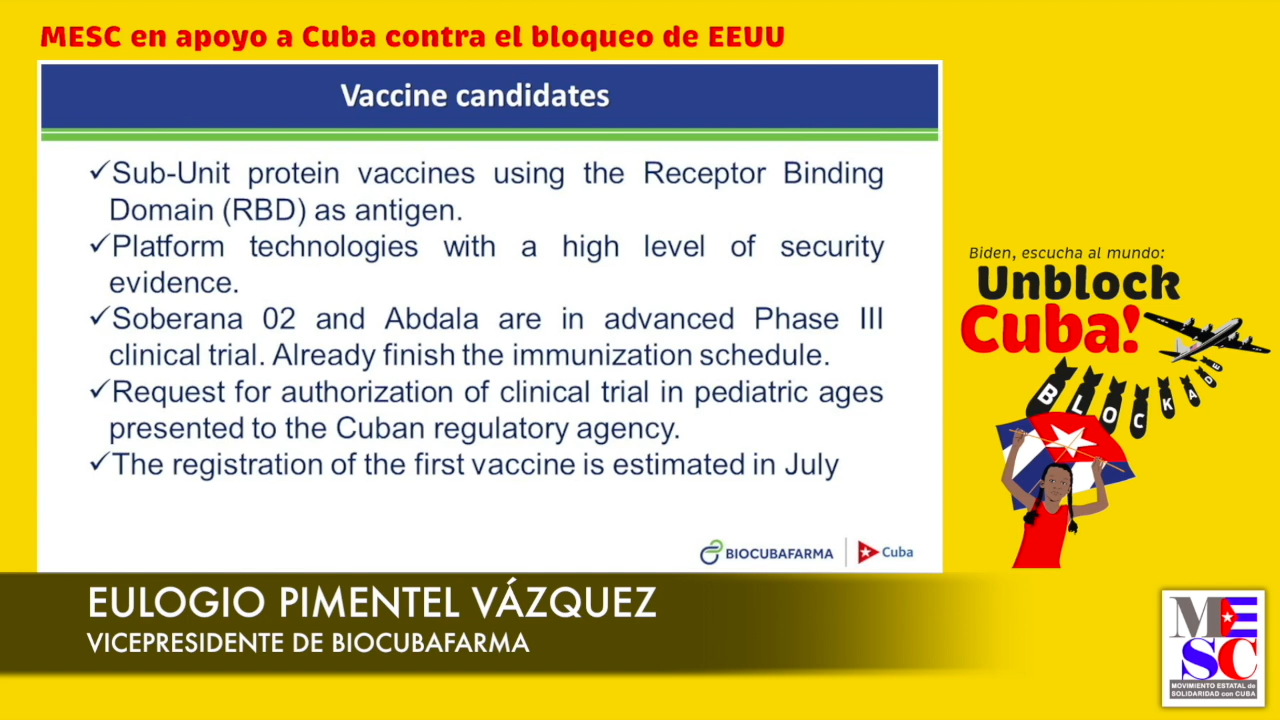 MESC en apoyo a Cuba contra el bloqueo de EEUU
Vaccine candidates
✓Sub-Unit protein vaccines using the Receptor Binding
Domain (RBD) as antigen.
✓Platform technologies with a high level of security
evidence.
✓Soberana 02 and Abdala are in advanced Phase III
clinical trial. Already finish the immunization schedule.
✓Request for authorization of clinical trial in pediatric ages
presented to the Cuban regulatory agency.
✓The registration of the first vaccine is estimated in July
BIOCUBAFARMA
Cuba
Biden, escucha al mundo:
Unblock
Cuba!
BLOCKADE
EULOGIO PIMENTEL VÁZQUEZ
VICEPRESIDENTE DE BIOCUBAFARMA
MESC
MOVIMIENTO ESTATAL de
SOLIDARIDAD con CUBA